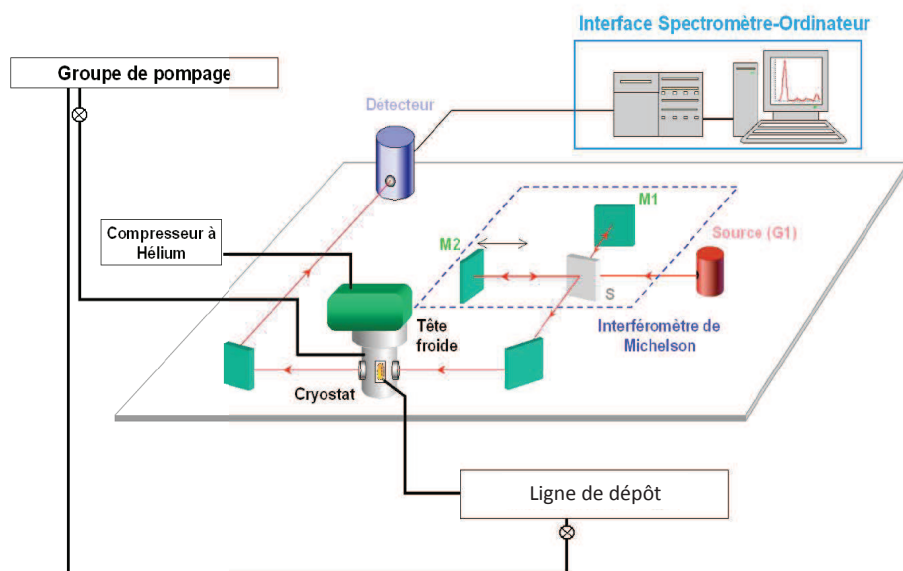 Interface Spectromètre-Ordinateur
Groupe de pompage
Détecteur
M1
Compresseur à
Hélium
M2
Source (G1)
S
Tête
froide
Interféromètre de
Michelson
Cryostat
Ligne de dépôt